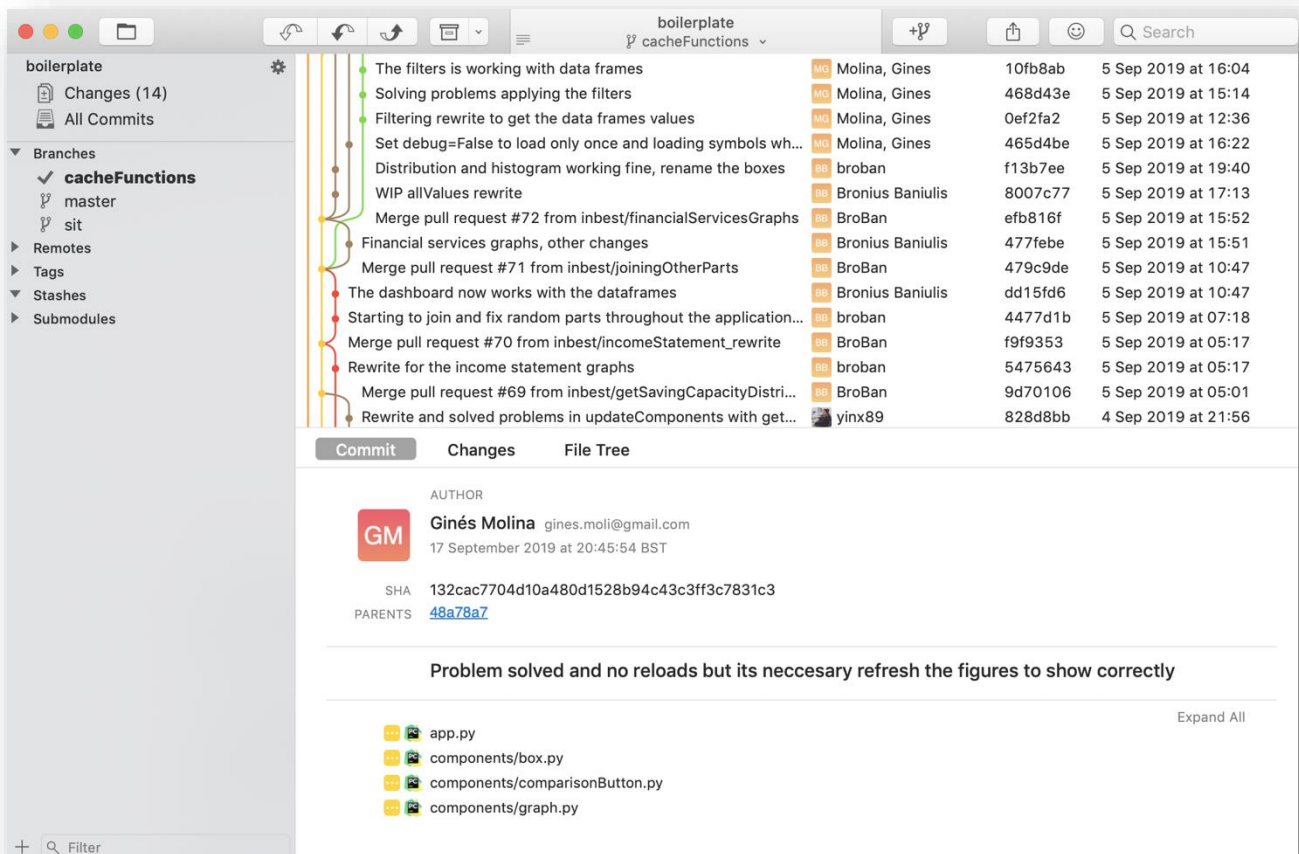 boilerplate
cacheFunctions
Search
boilerplate
Changes (14)
All Commits
Branches
cacheFunctions
master
sit
Remotes
Tags
Stashes
Submodules
Filter
The filters is working with data frames MG Molina, Gines 10fb8ab 5 Sep 2019 at 16:04
Solving problems applying the filters MG Molina, Gines 468d43e 5 Sep 2019 at 15:14
Filtering rewrite to get the data frames values MG Molina, Gines 0ef2fa2 5 Sep 2019 at 12:36
Set debug=False to load only once and loading symbols wh... MG Molina, Gines 465d4be 5 Sep 2019 at 16:22
Distribution and histogram working fine, rename the boxes BB broban f13b7ee 5 Sep 2019 at 19:40
WIP allValues rewrite BB Bronius Baniulis 8007c77 5 Sep 2019 at 17:13
Merge pull request #72 from inbest/financialServicesGraphs BB BroBan efb816f 5 Sep 2019 at 15:52
Financial services graphs, other changes BB Bronius Baniulis 477febe 5 Sep 2019 at 15:51
Merge pull request #71 from inbest/joiningOtherParts BB BroBan 479c9de 5 Sep 2019 at 10:47
The dashboard now works with the dataframes BB Bronius Baniulis dd15fd6 5 Sep 2019 at 10:47
Starting to join and fix random parts throughout the application... BB broban 4477d1b 5 Sep 2019 at 07:18
Merge pull request #70 from inbest/incomeStatement_rewrite BB BroBan f9f9353 5 Sep 2019 at 05:17
Rewrite for the income statement graphs BB broban 5475643 5 Sep 2019 at 05:17
Merge pull request #69 from inbest/getSavingCapacityDistri... BB BroBan 9d70106 5 Sep 2019 at 05:01
Rewrite and solved problems in updateComponents with get... yinx89 828d8bb 4 Sep 2019 at 21:56
Commit Changes File Tree
AUTHOR
GM Ginés Molina gines.moli@gmail.com
17 September 2019 at 20:45:54 BST
SHA 132cac7704d10a480d1528b94c43c3ff3c7831c3
PARENTS 48a78a7
Problem solved and no reloads but its neccesary refresh the figures to show correctly
Expand All
PC app.py
PC components/box.py
PC components/comparisonButton.py
PC components/graph.py